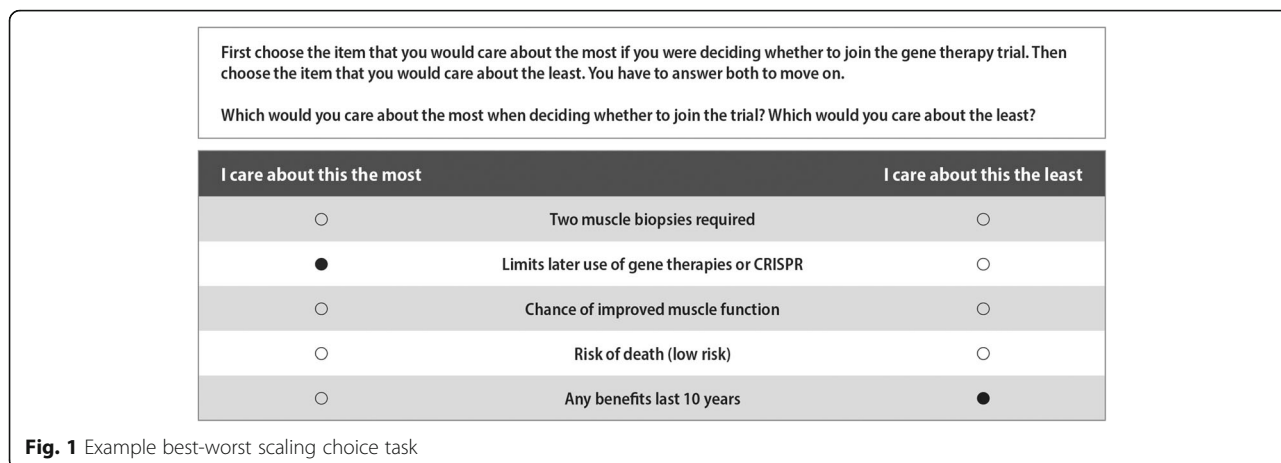 First choose the item that you would care about the most if you were deciding whether to join the gene therapy trial. Then
choose the item that you would care about the least. You have to answer both to move on.
Which would you care about the most when deciding whether to join the trial? Which would you care about the least?
I care about this the most
I care about this the least
Two muscle biopsies required
Limits later use of gene therapies or CRISPR
Chance of improved muscle function
Risk of death (low risk)
Any benefits last 10 years
Fig. 1 Example best-worst scaling choice task